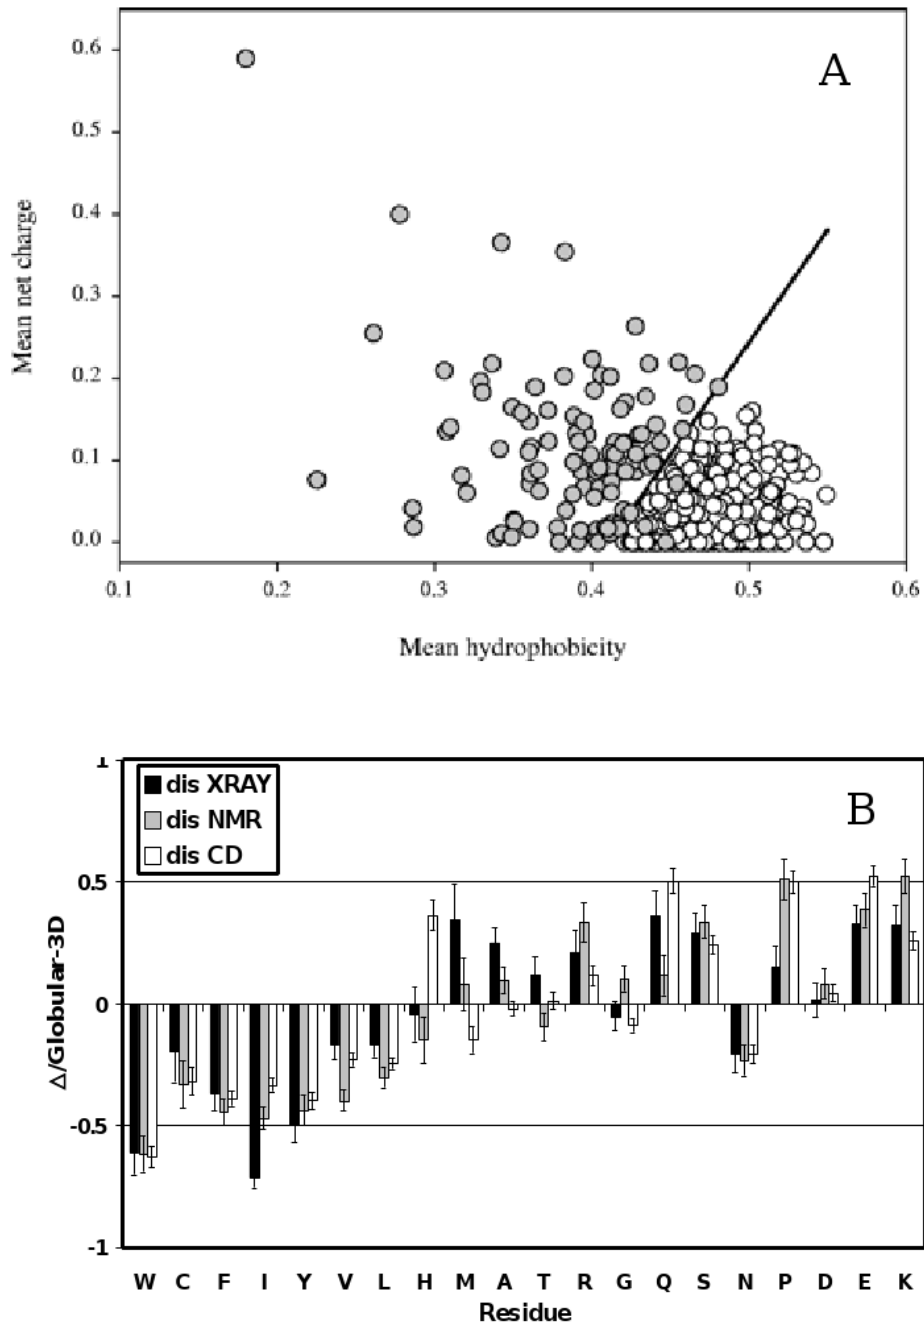 A
0.6
0.5
0.4
0.3
0.2
0.1
0.0
Mean net charge
0.1 0.2 0.3 0.4 0.5 0.6
Mean hydrophobicity
1
dis XRAY
dis NMR
dis CD
B
0.5
0
-0.5
-1
Δ/Globular-3D
W C F I Y V L H M A T R G Q S N P D E K
Residue